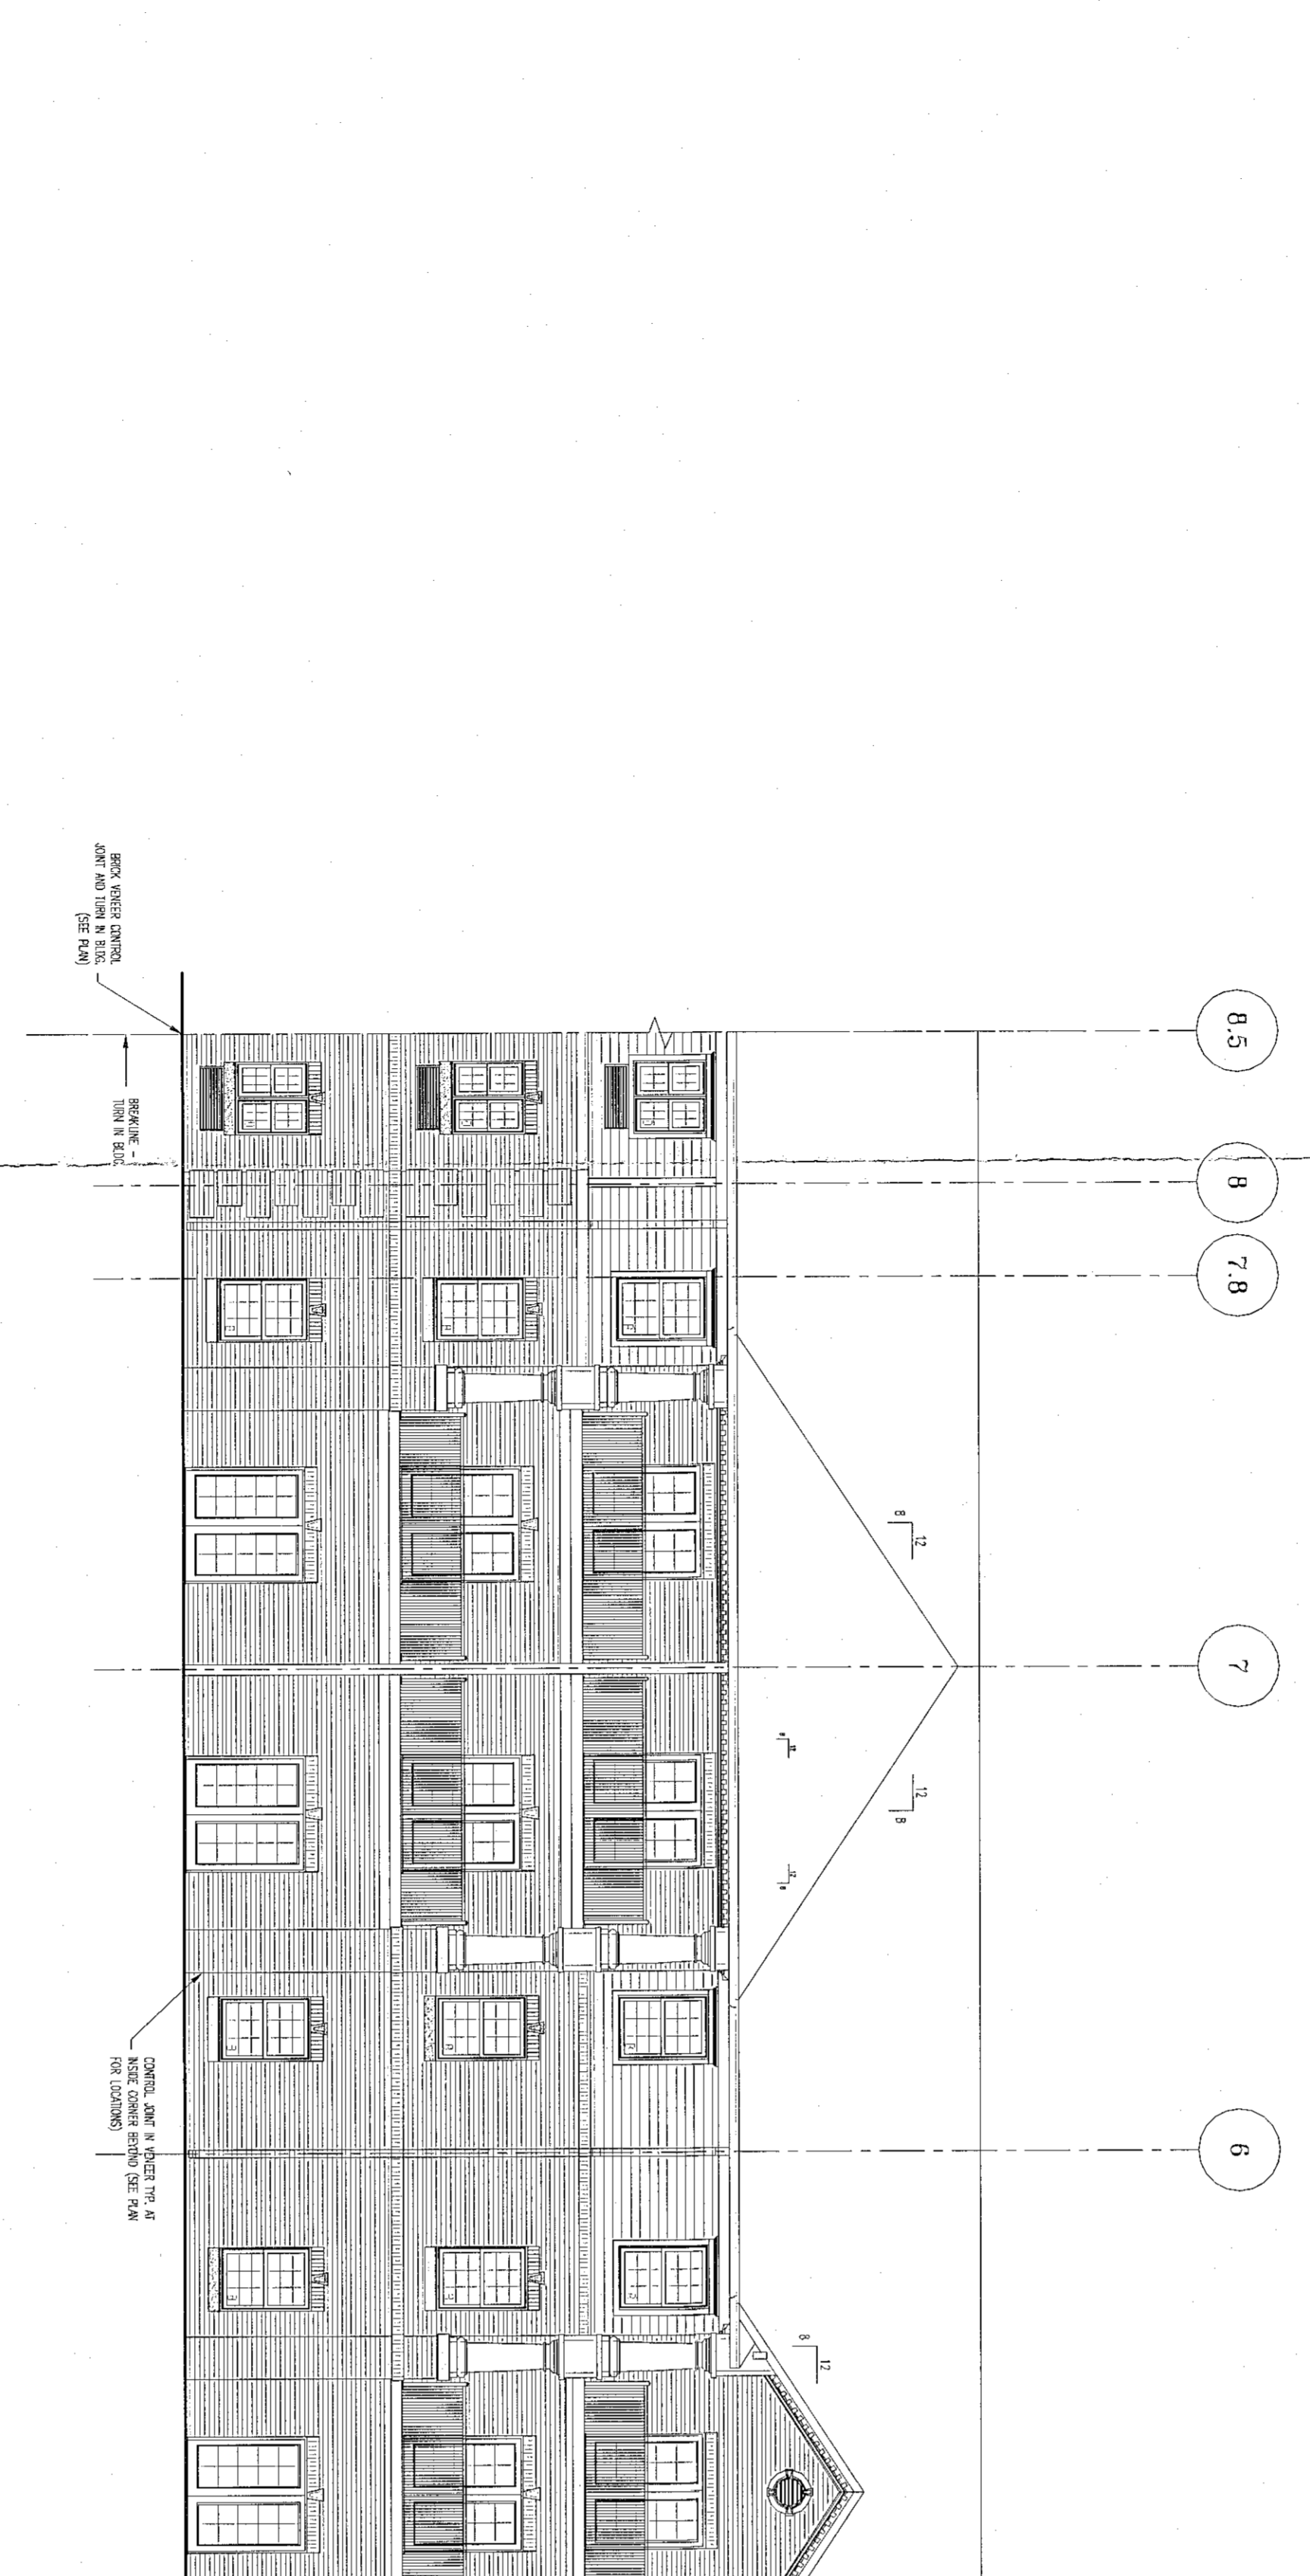 8.5
8
7.8
7
6
12
8
12
8
12
8
BRICK VENEER CONTROL
JOINT AND TURN IN BLDG.
(SEE PLAN)
BREAKLINE -
TURN IN BLDG.
CONTROL JOINT IN VENEER TYP. AT
INSIDE CORNER BEYOND (SEE PLAN
FOR LOCATIONS)